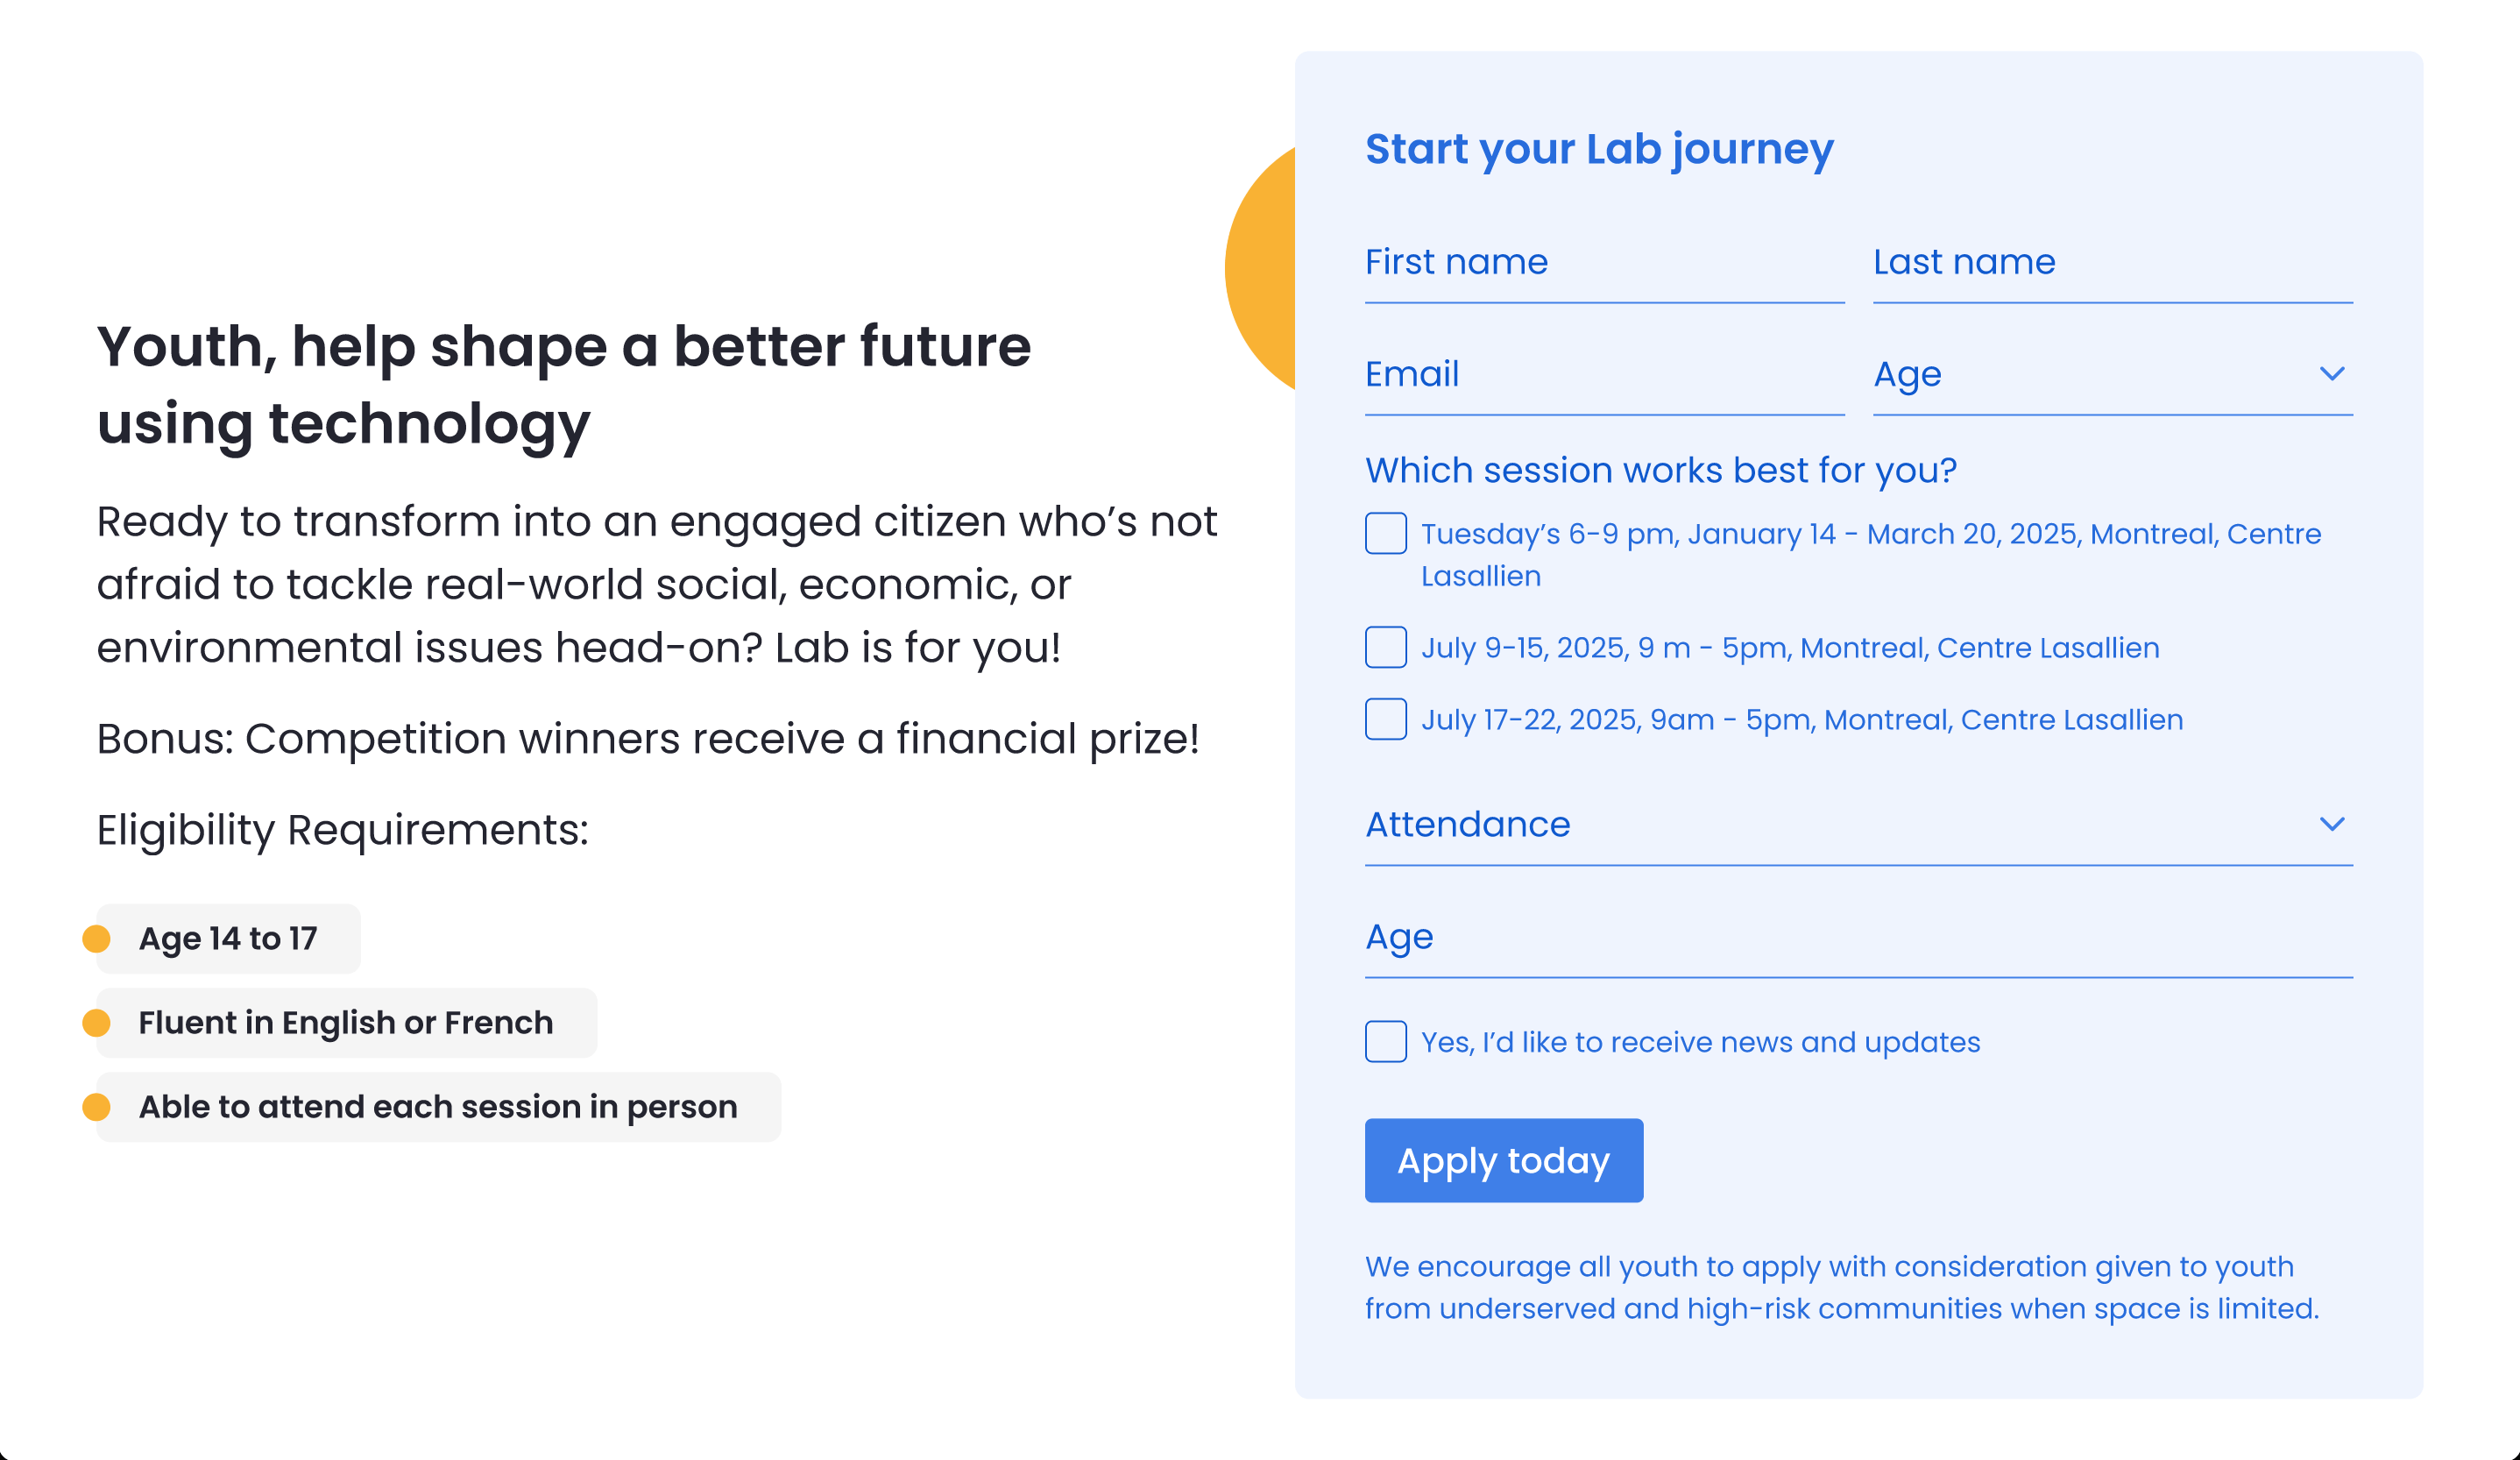 Youth, help shape a better future
using technology
Ready to transform into an engaged citizen who’s not
afraid to tackle real-world social, economic, or
environmental issues head-on? Lab is for you!
Bonus: Competition winners receive a financial prize!
Eligibility Requirements:
Age 14 to 17
Fluent in English or French
Able to attend each session in person
Start your Lab journey
First name
Last name
Email
Age
Which session works best for you?
Tuesday’s 6-9 pm, January 14 - March 20, 2025, Montreal, Centre
Lasallien
July 9-15, 2025, 9 m - 5pm, Montreal, Centre Lasallien
July 17-22, 2025, 9am - 5pm, Montreal, Centre Lasallien
Attendance
Age
Yes, I’d like to receive news and updates
Apply today
We encourage all youth to apply with consideration given to youth
from underserved and high-risk communities when space is limited.